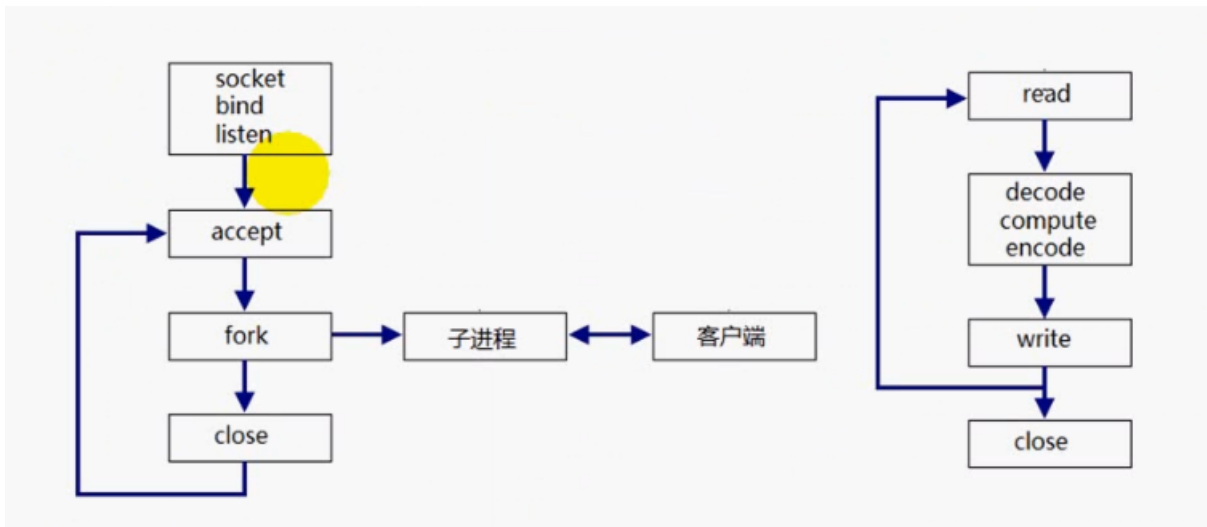 socket
bind
listen
accept
fork
子进程
客户端
close
read
decode
compute
encode
write
close